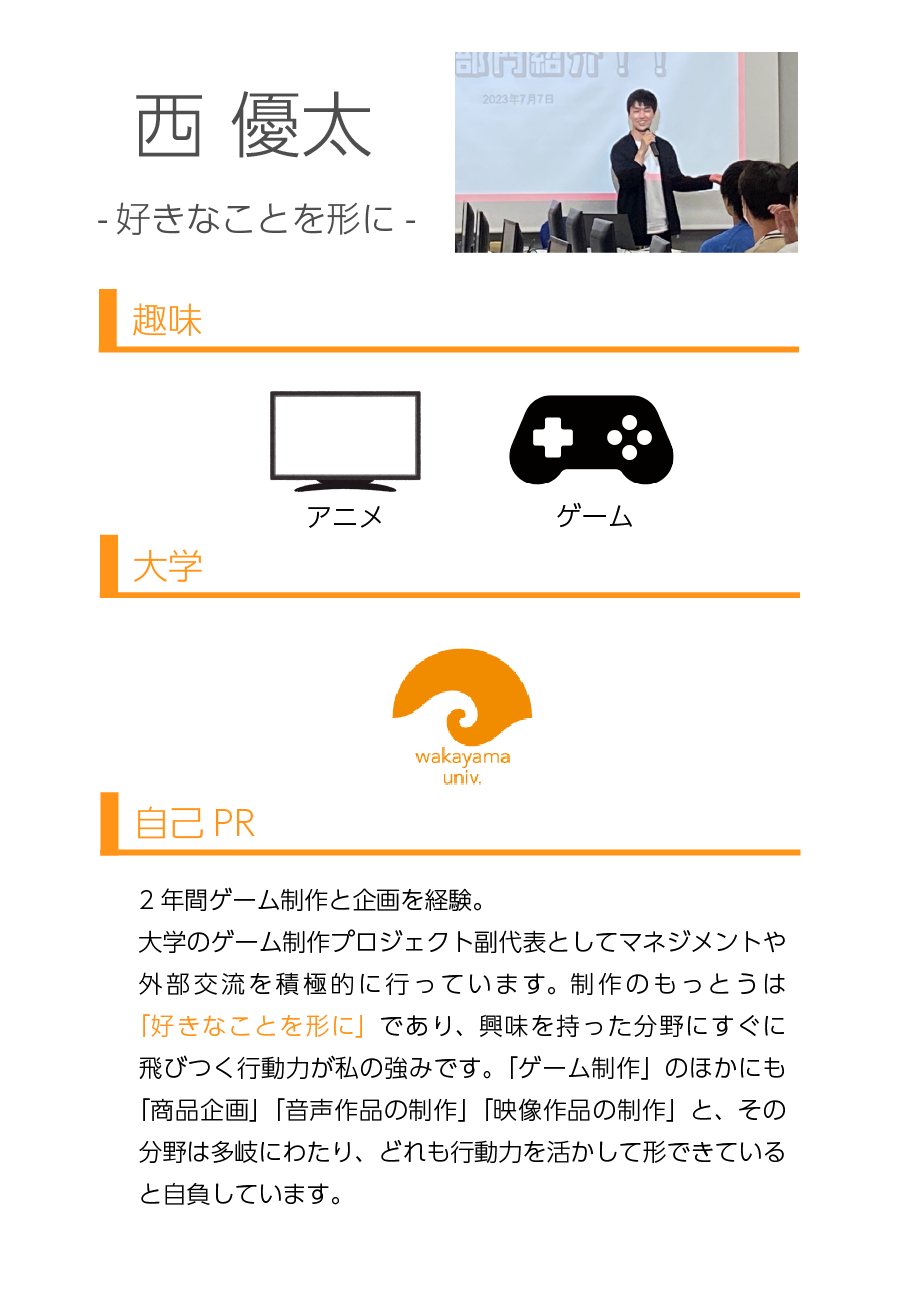 西 優太
- 好きなことを形に -
部門紹介！！
2023年7月7日
趣味
アニメ
ゲーム
大学
wakayama
univ.
自己 PR
2 年間ゲーム制作と企画を経験。
大学のゲーム制作プロジェクト副代表としてマネジメントや
外部交流を積極的に行っています。制作のもっとうは
「好きなことを形に」であり、興味を持った分野にすぐに
飛びつく行動力が私の強みです。「ゲーム制作」のほかにも
「商品企画」「音声作品の制作」「映像作品の制作」と、その
分野は多岐にわたり、どれも行動力を活かして形できている
と自負しています。